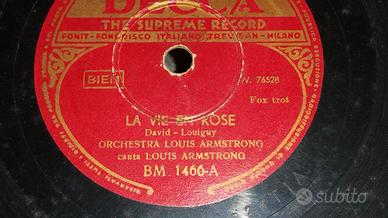 DECCA
THE SUPREME RECORD
FONIT - FONODISCO ITALIANO TREVISAN - MILANO
BIEM
N. 76528
Fox trot
LA VIE EN ROSE
David - Louiguy
ORCHESTRA LOUIS ARMSTRONG
canta LOUIS ARMSTRONG
BM 1466-A
subito